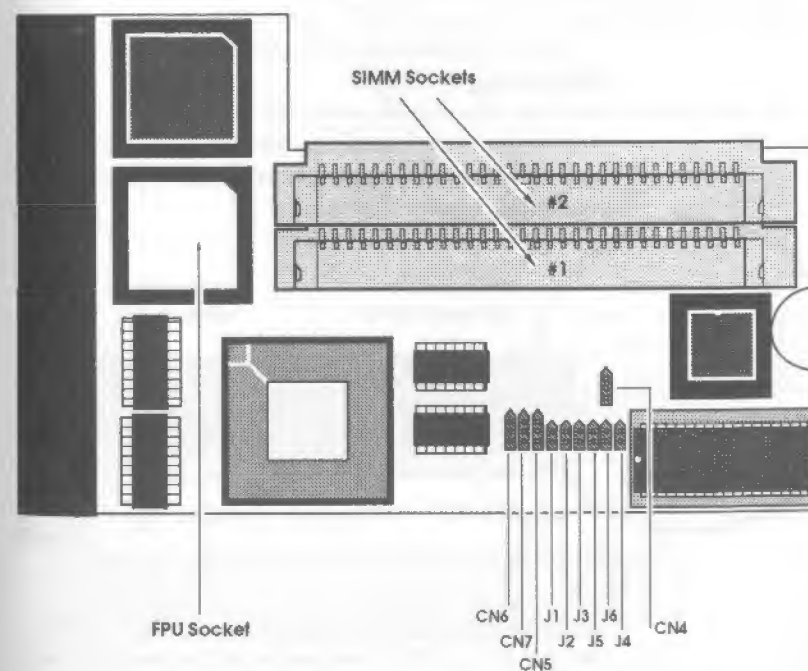 SIMM Sockets
#2
#1
FPU Socket
CN6
CN7
CN5
J1
J2
J3
J5
J6
J4
CN4